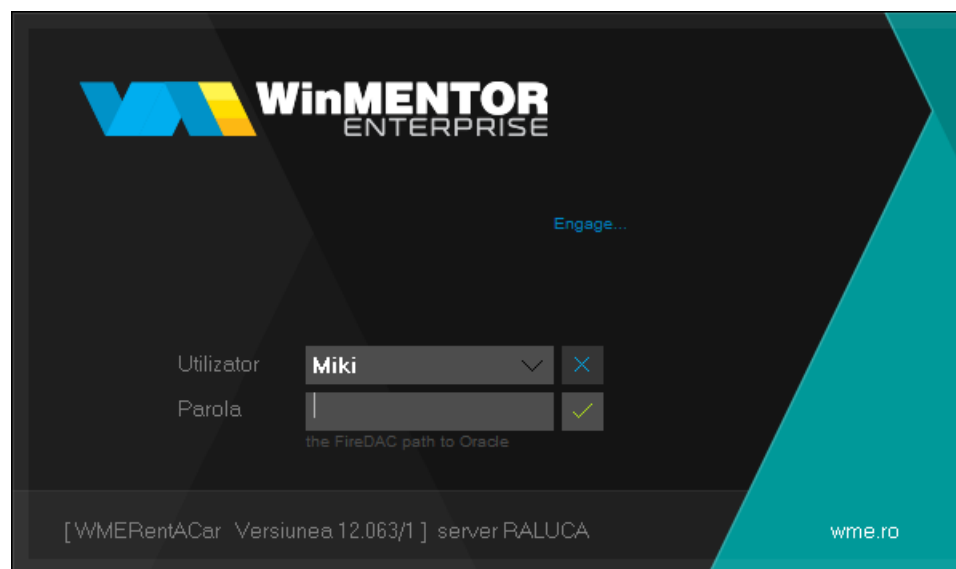 WinMENTOR
ENTERPRISE
Engage...
Utilizator Miki
Parola
the FireDAC path to Oracle
[ WMERentACar Versiunea 12.063/1 ] server RALUCA wme.ro